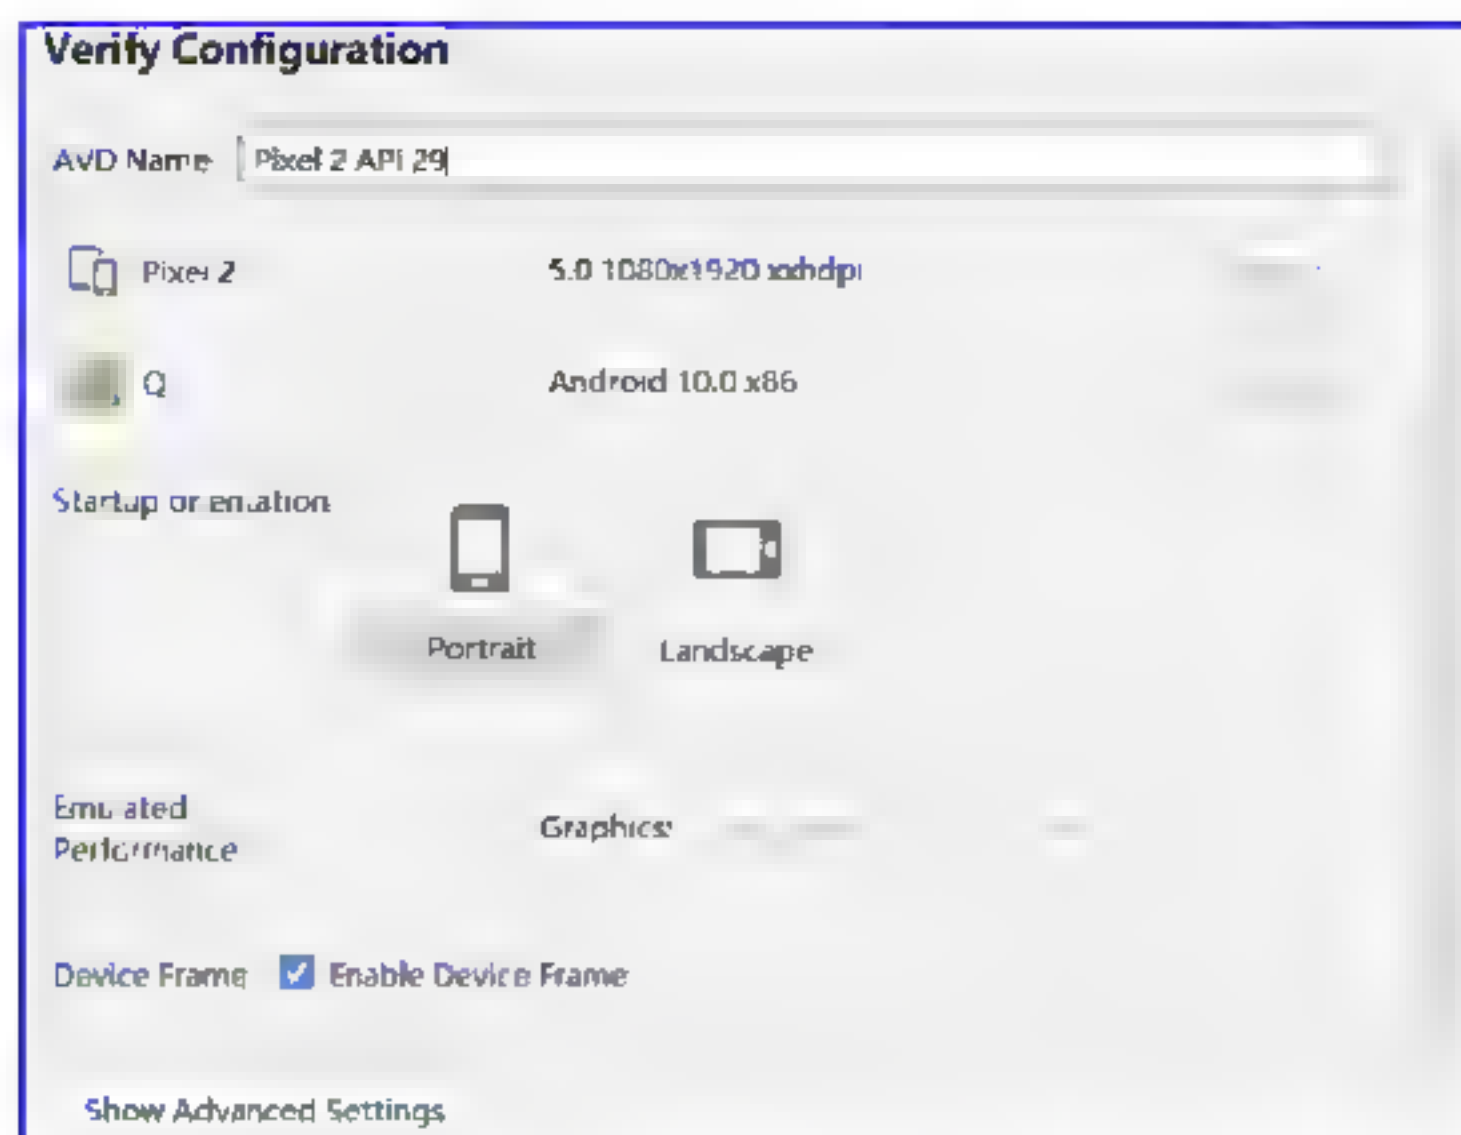 Verify Configuration
AVD Name Pixel 2 API 29
Pixel 2 5.0 1080x1920 xxhdpi
Q Android 10.0 x86
Startup orientation
Portrait Landscape
Emulated
Performance
Graphics:
Device Frame Enable Device Frame
Show Advanced Settings